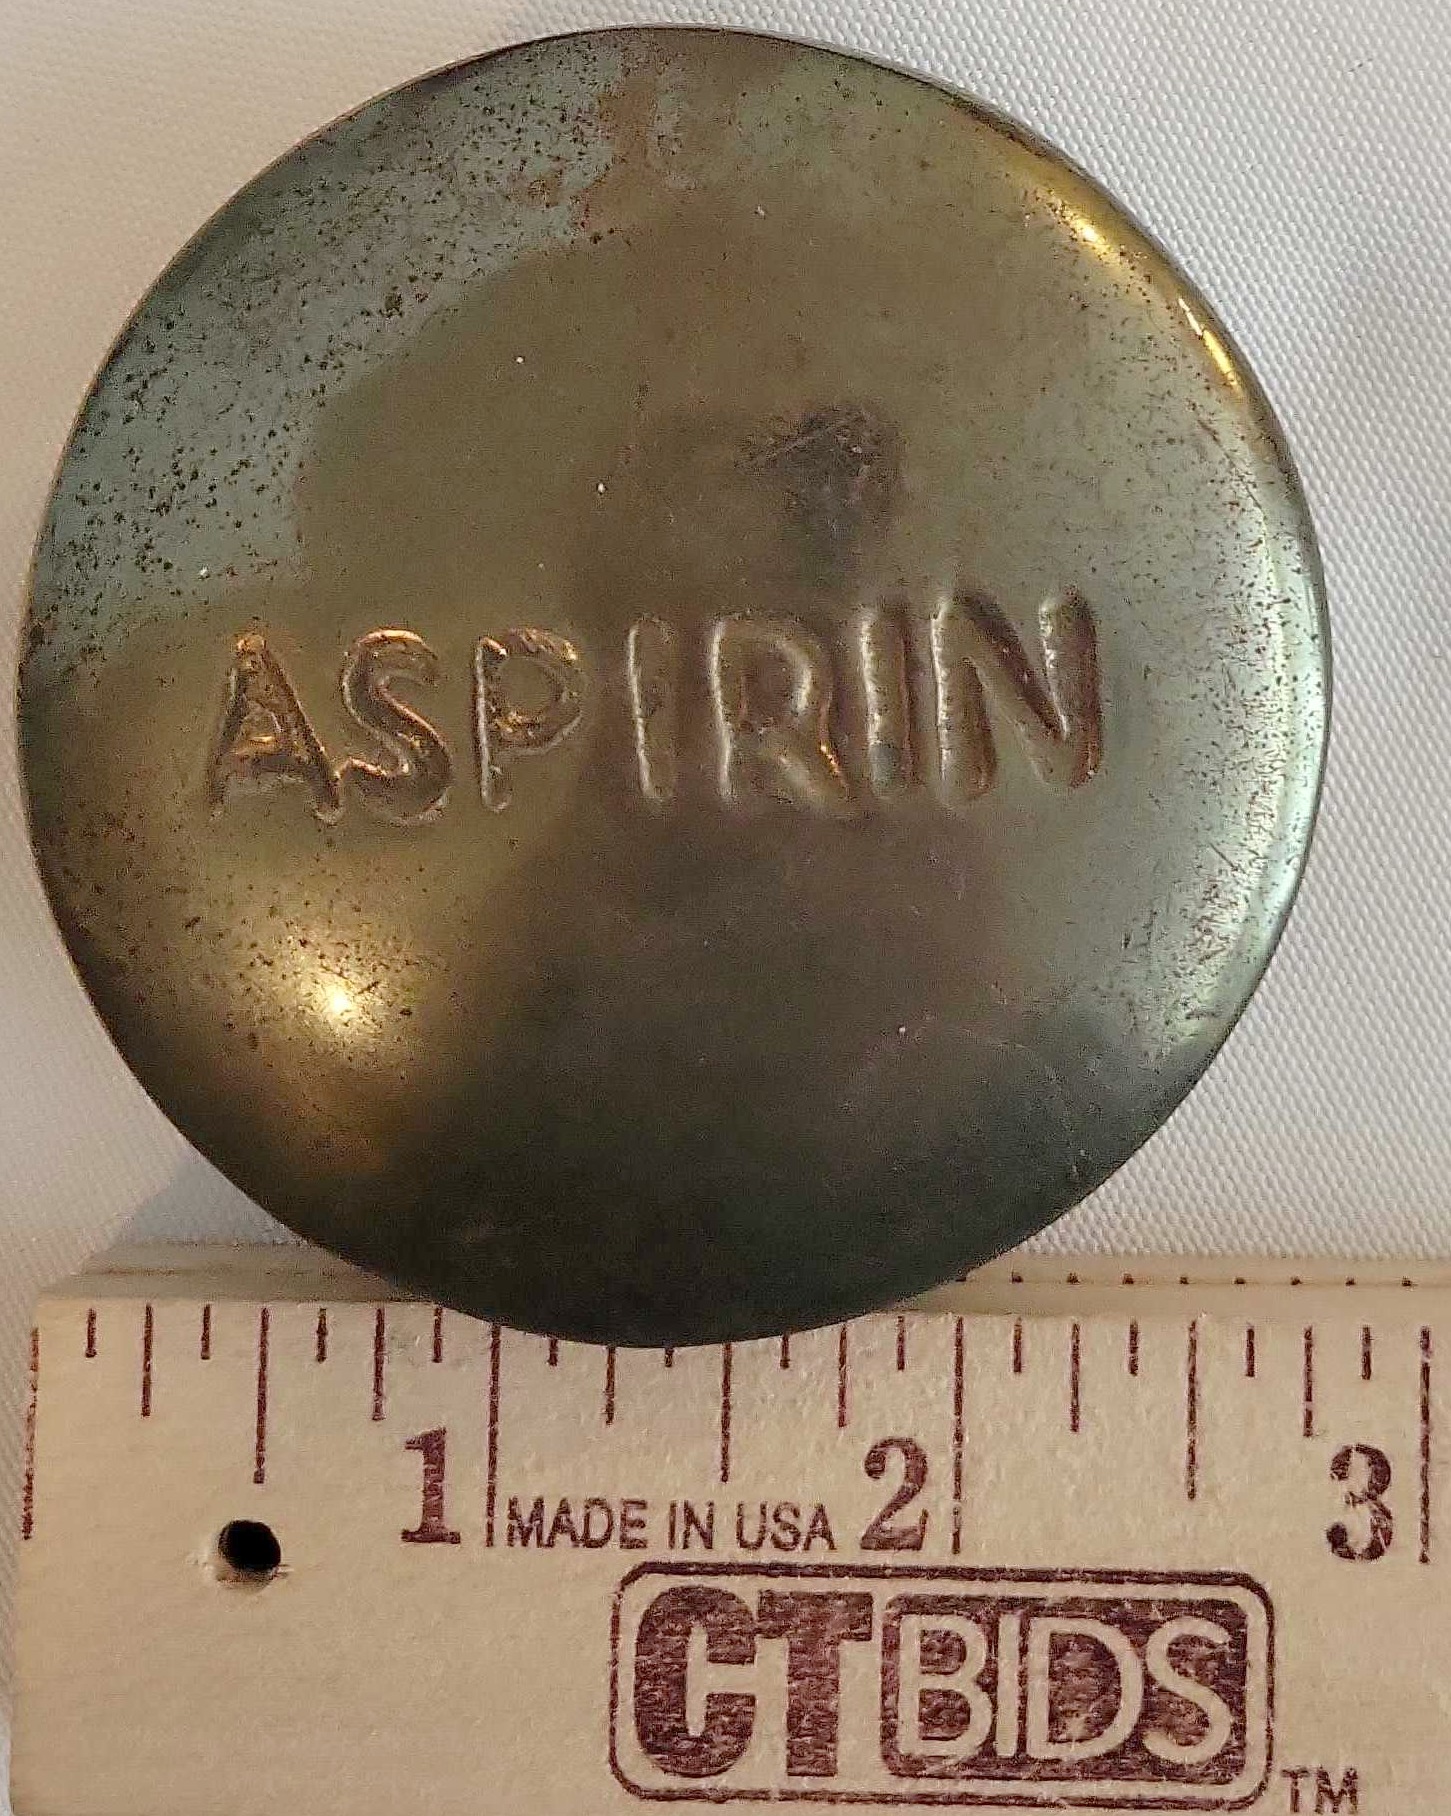 ASPIRIN
1 MADE IN USA 2 3
CTBIDS TM